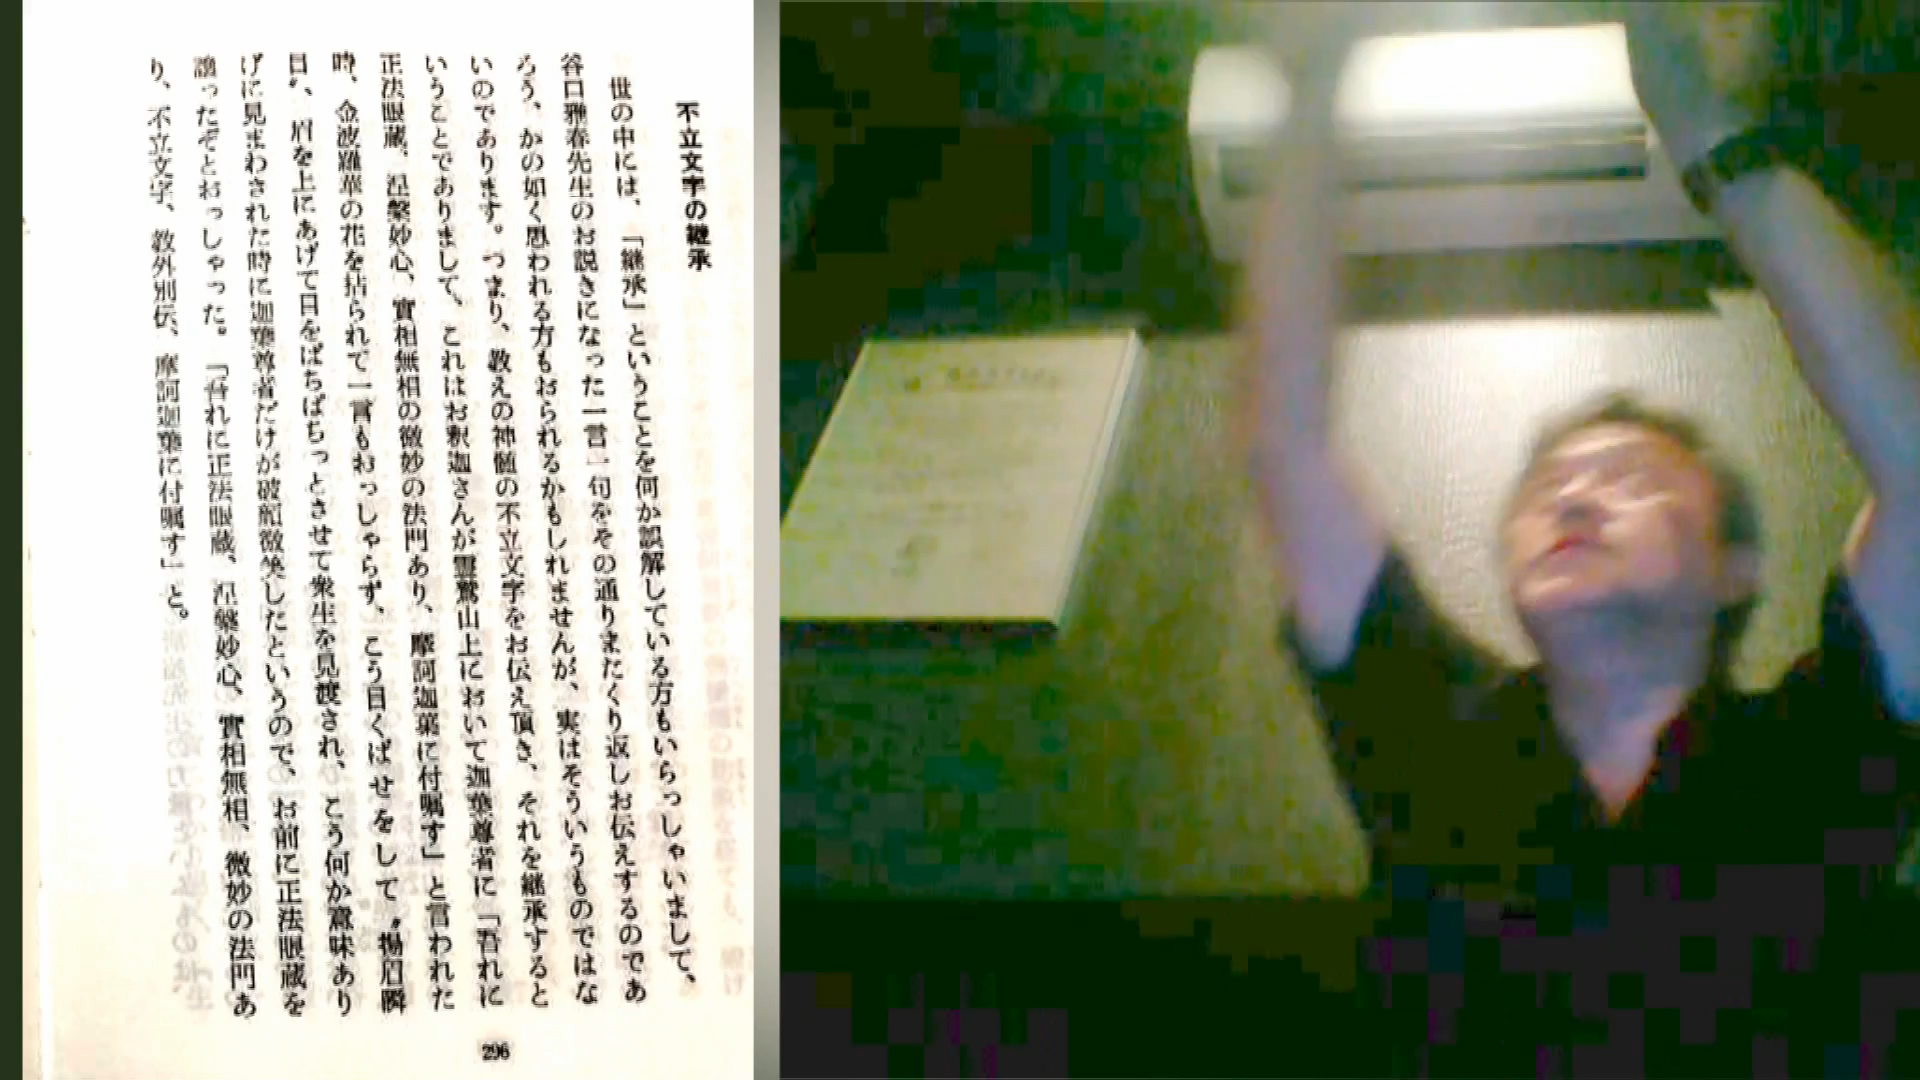 不立文字の継承
世の中には、「継承」ということを何か誤解している方もいらっしゃいまして、
谷口雅春先生のお説きになった一言一句をその通りまたくり返しお伝えするのであ
ろう、かの如く思われる方もおられるかもしれませんが、実はそういうものではな
いのであります。つまり、教えの神髄の不立文字をお伝え頂き、それを継承すると
いうことでありまして、これはお釈迦さんが霊鷲山上において迦葉尊者に「吾れに
正法眼蔵、涅槃妙心、實相無相の微妙の法門あり、摩訶迦葉に付嘱す」と言われた
時、金波羅華の花を拈られて一言もおっしゃらず、こう目くばせをして〝揚眉瞬
目〟、眉を上にあげて目をぱちぱちっとさせて衆生を見渡され、こう何か意味あり
げに見まわされた時に迦葉尊者だけが破顔微笑したというので、お前に正法眼蔵を
譲ったぞとおっしゃった。「吾れに正法眼蔵、涅槃妙心、實相無相、微妙の法門あ
り、不立文字、教外別伝、摩訶迦葉に付嘱す」と。
296